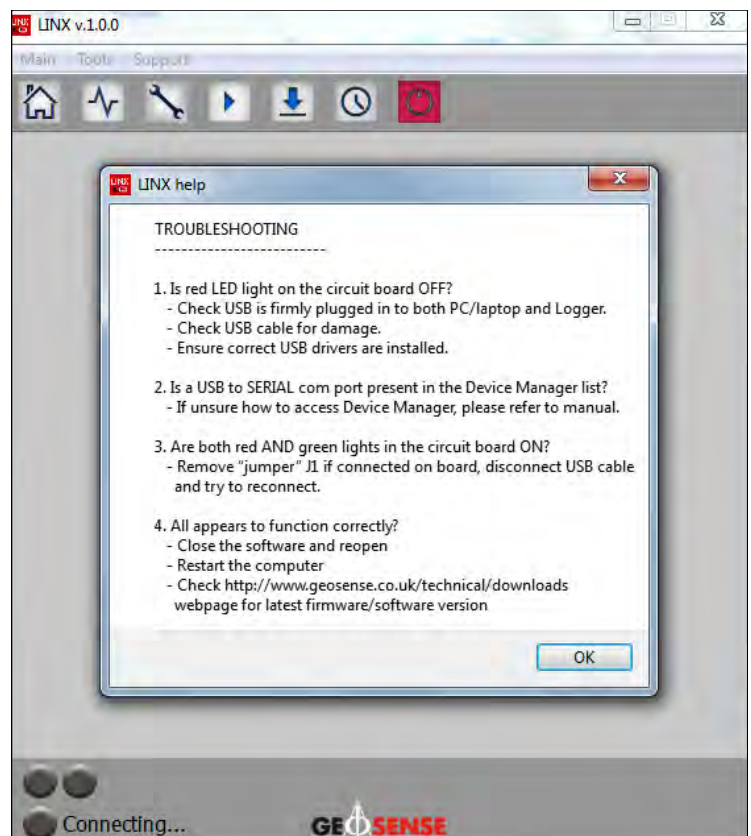 LINX v.1.0.0
Main Tools Support
LINX help
TROUBLESHOOTING
--------------------------
1. Is red LED light on the circuit board OFF?
- Check USB is firmly plugged in to both PC/laptop and Logger.
- Check USB cable for damage.
- Ensure correct USB drivers are installed.
2. Is a USB to SERIAL com port present in the Device Manager list?
- If unsure how to access Device Manager, please refer to manual.
3. Are both red AND green lights in the circuit board ON?
- Remove "jumper" J1 if connected on board, disconnect USB cable
and try to reconnect.
4. All appears to function correctly?
- Close the software and reopen
- Restart the computer
- Check http://www.geosense.co.uk/technical/downloads
webpage for latest firmware/software version
OK
Connecting...
GEOSENSE